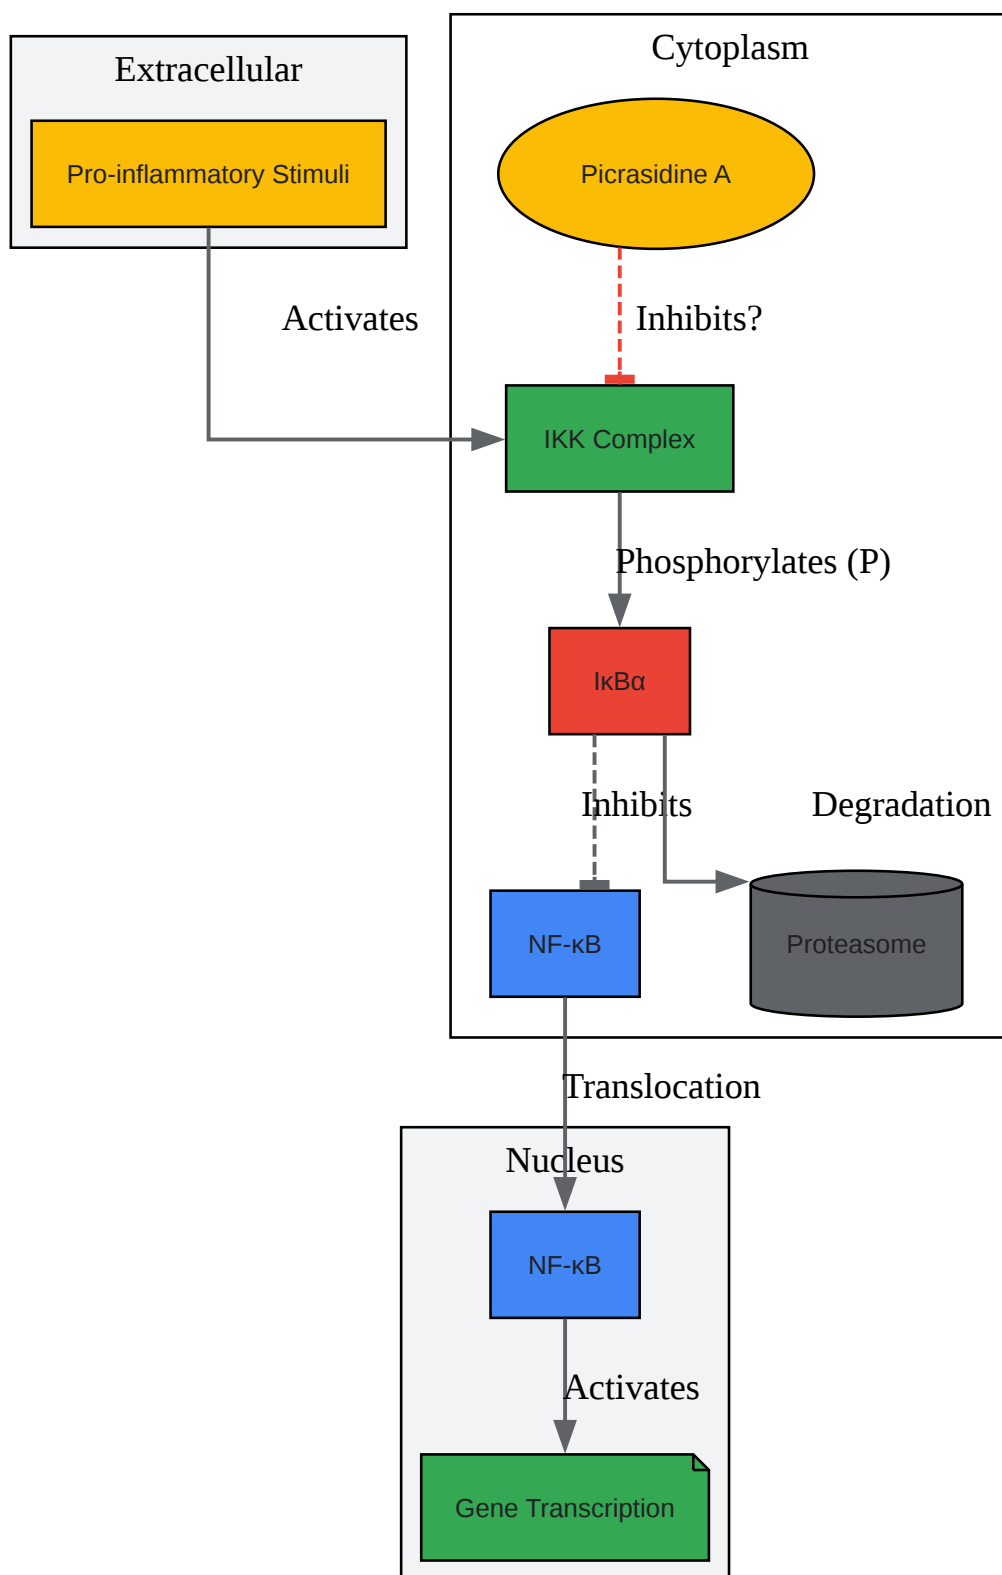 Extracellular
Cytoplasm
Pro-inflammatory Stimuli
Picrasidine A
Activates
Inhibits?
IKK Complex
Phosphorylates (P)
IκBα
Inhibits
Degradation
NF-κB
Proteasome
Translocation
Nucleus
NF-κB
Activates
Gene Transcription